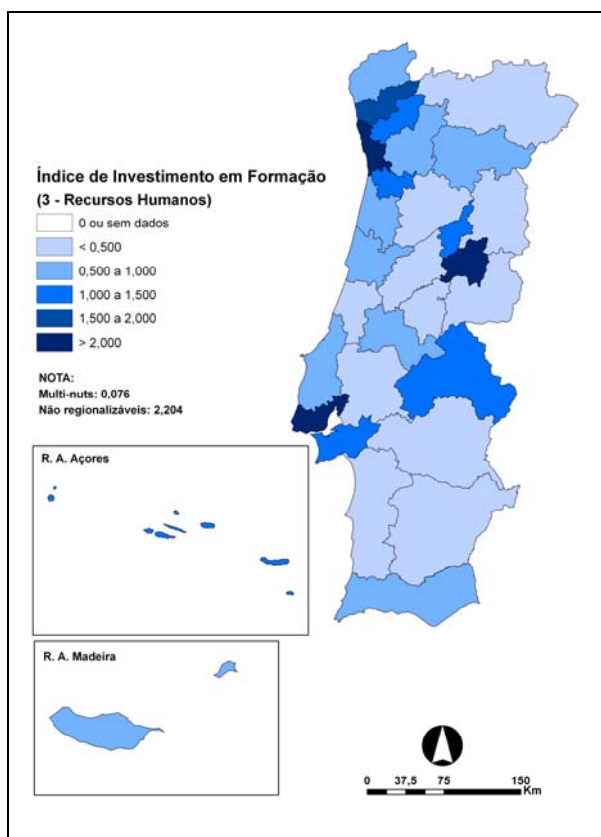 Índice de Investimento em Formação
(3 - Recursos Humanos)
0 ou sem dados
< 0,500
0,500 a 1,000
1,000 a 1,500
1,500 a 2,000
> 2,000
NOTA:
Multi-nuts: 0,076
Não regionalizáveis: 2,204
R. A. Açores
R. A. Madeira
0 37,5 75 150
Km